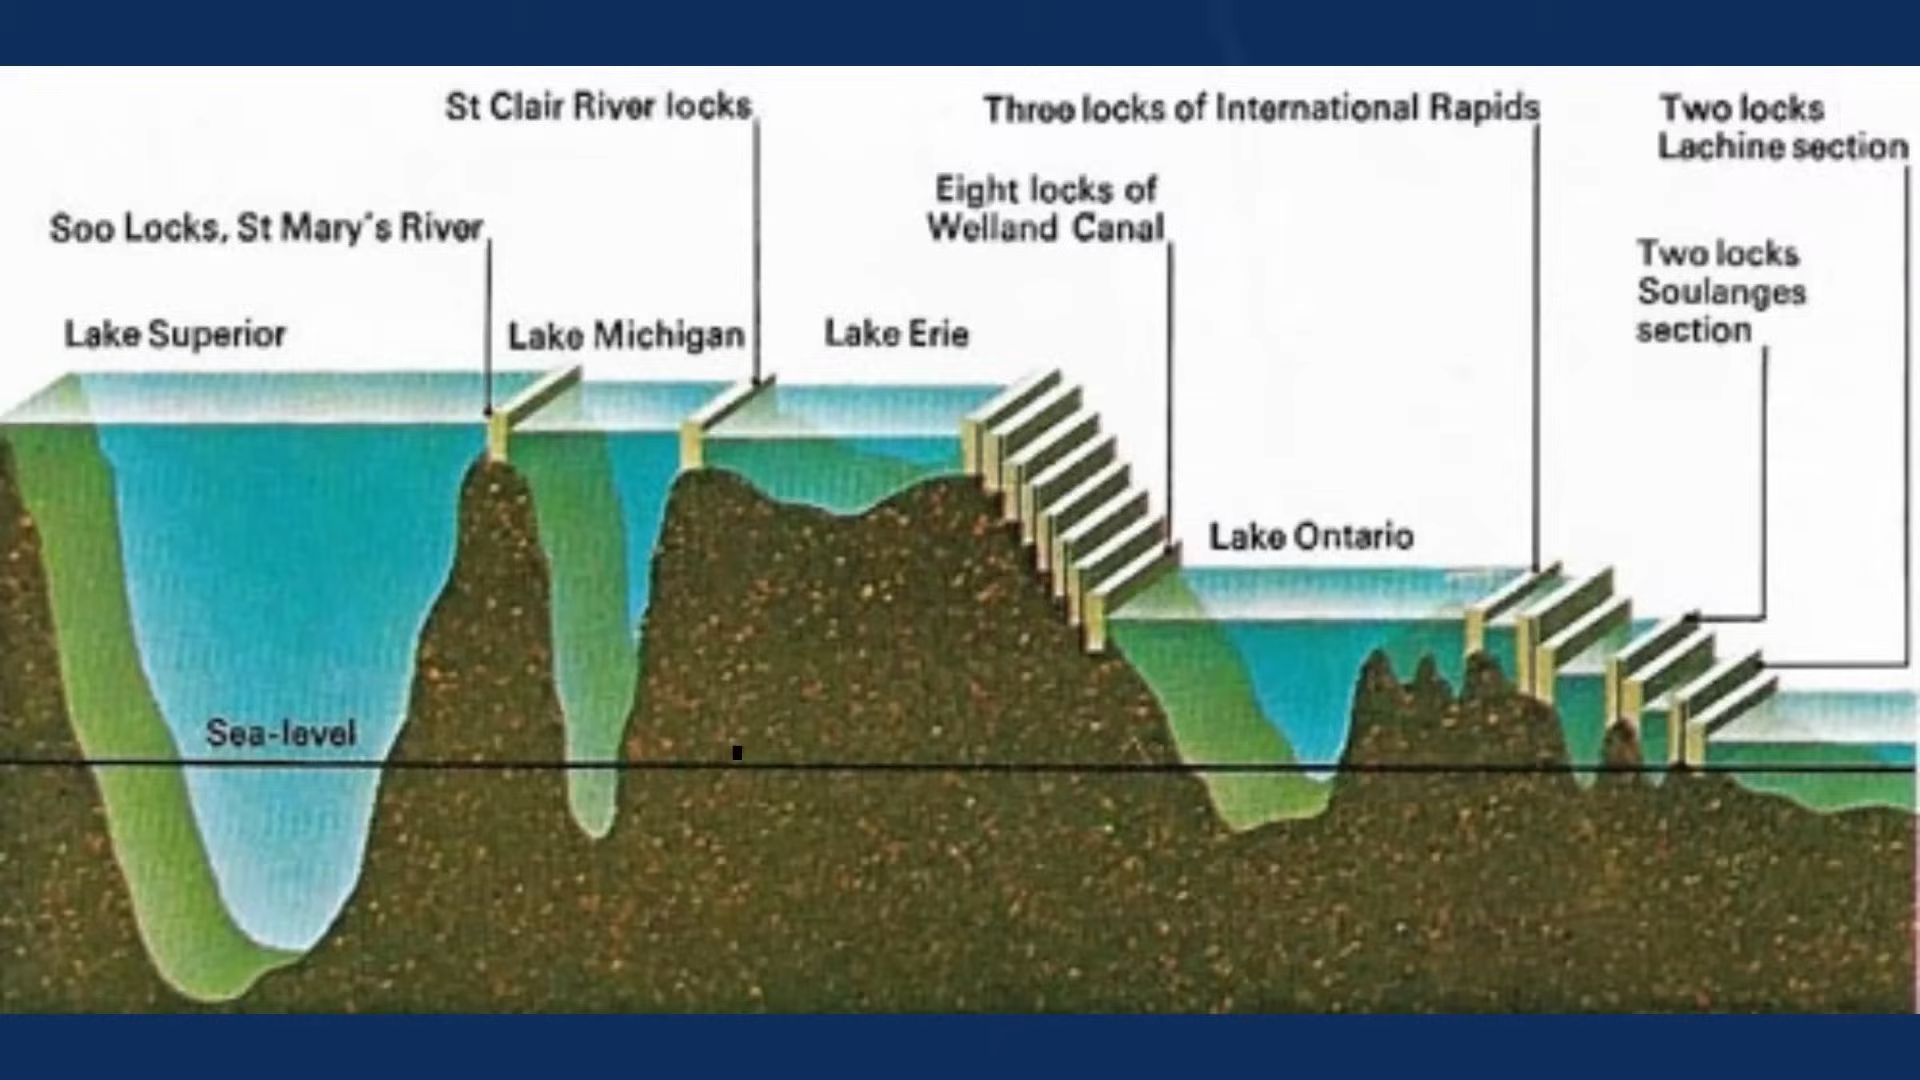 St Clair River locks
Three locks of International Rapids
Two locks
Lachine section
Eight locks of
Welland Canal
Soo Locks, St Mary's River
Two locks
Soulanges
section
Lake Superior
Lake Michigan
Lake Erie
Lake Ontario
Sea-level